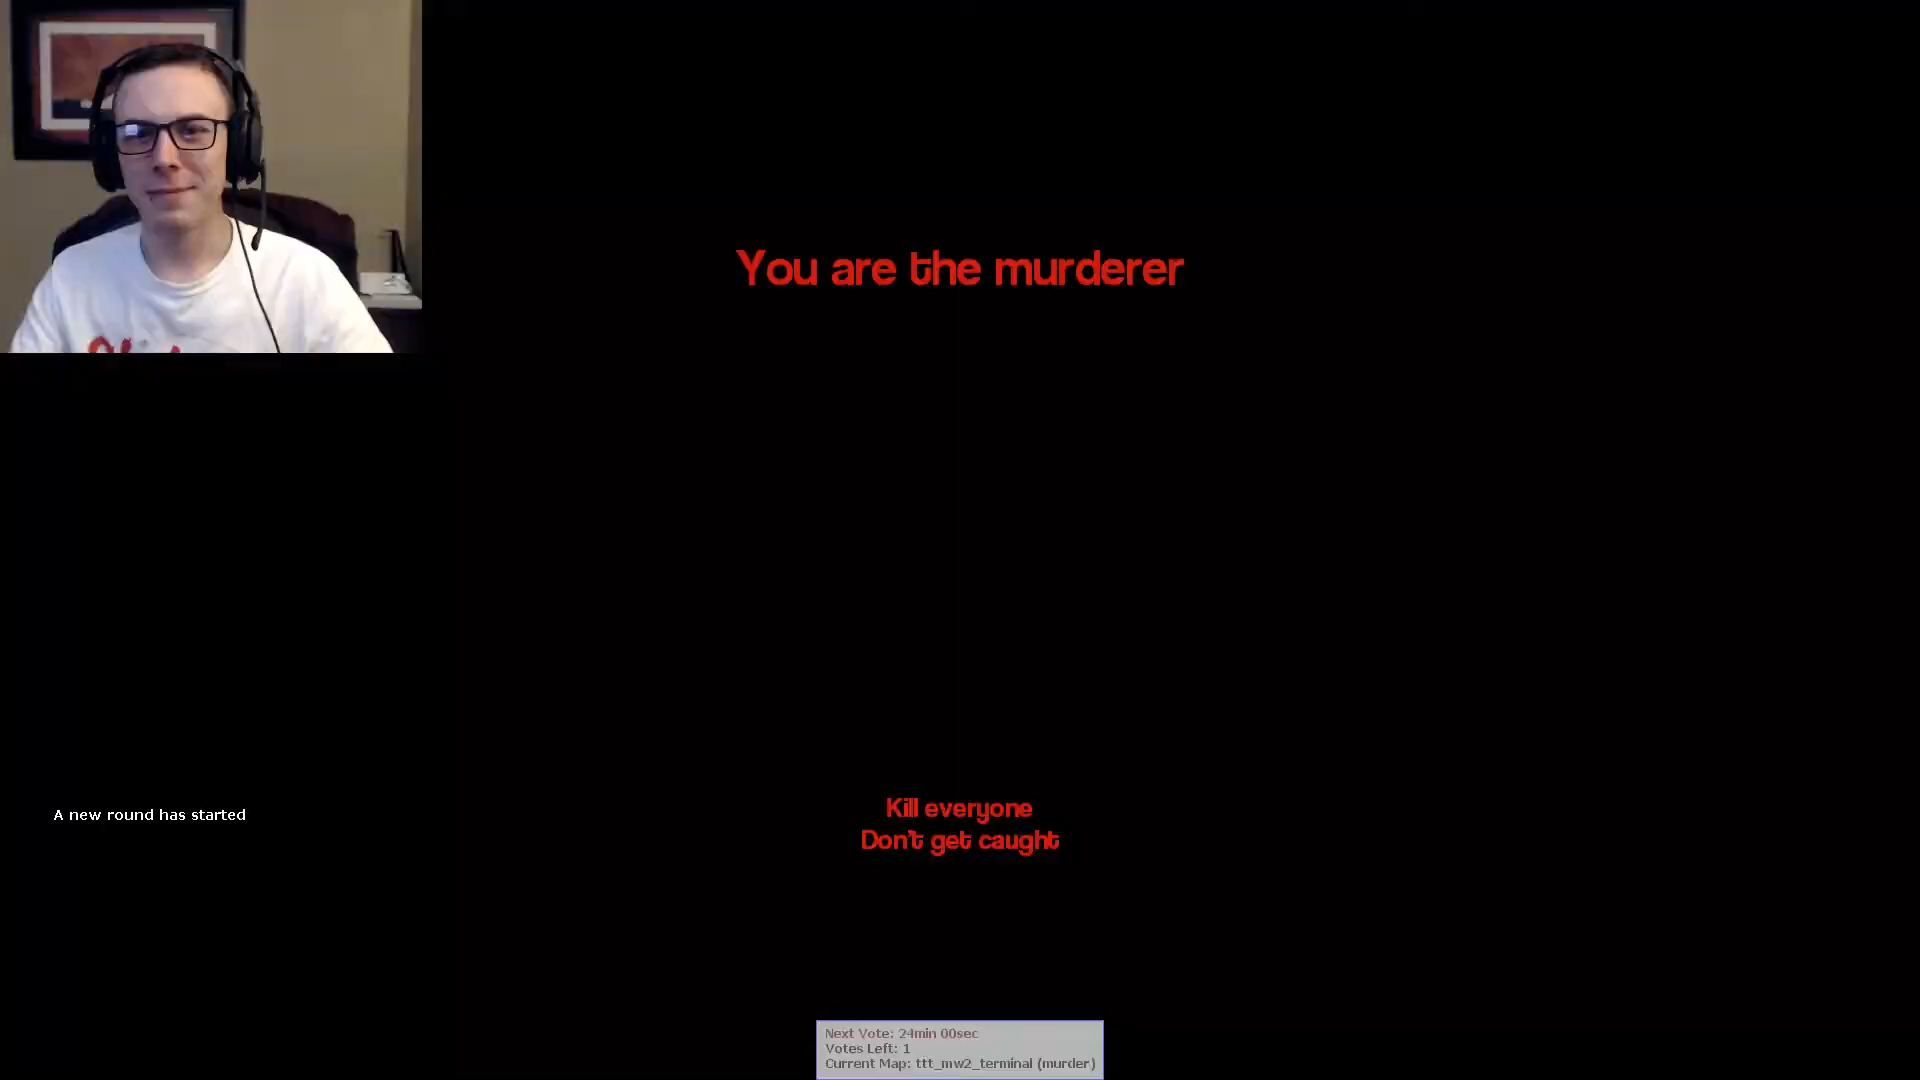 You are the murderer
A new round has started
Kill everyone
Don't get caught
Next Vote: 24min 00sec
Votes Left: 1
Current Map: ttt_mw2_terminal (murder)